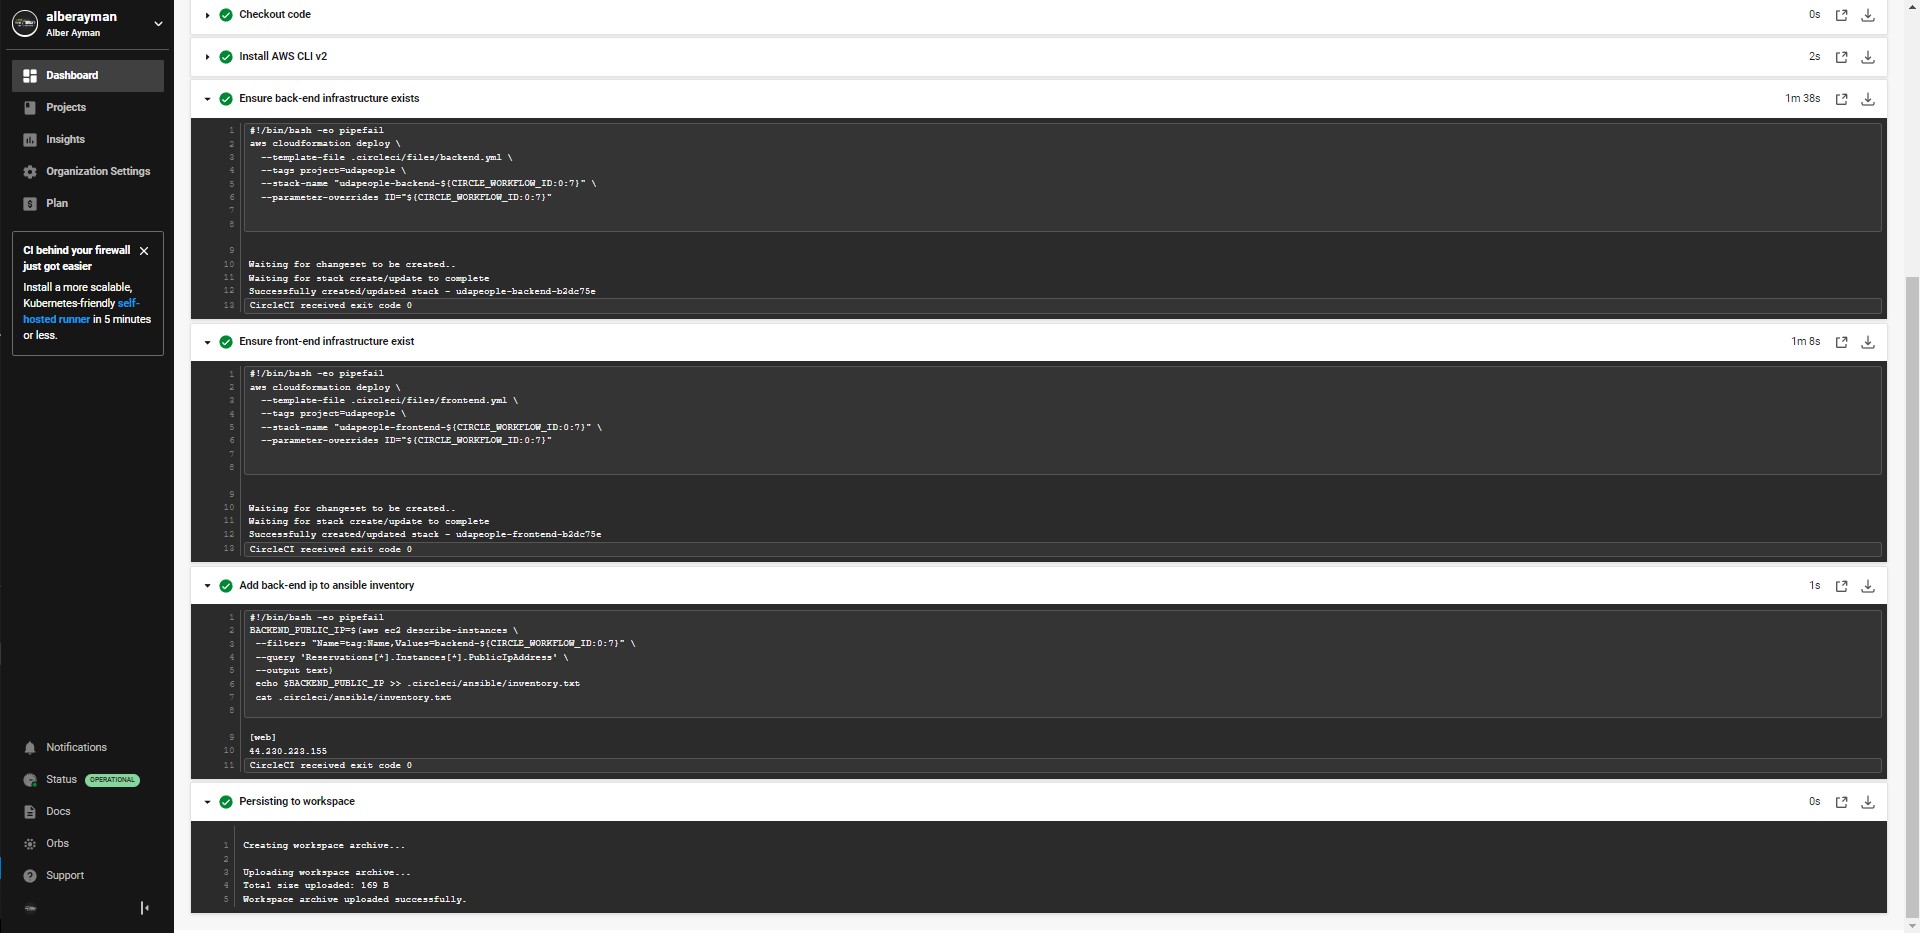 alberayman
Alber Ayman
Dashboard
Projects
Insights
Organization Settings
Plan
CI behind your firewall
just got easier
Install a more scalable,
Kubernetes-friendly self-
hosted runner in 5 minutes
or less.
Notifications
Status OPERATIONAL
Docs
Orbs
Support
Checkout code 0s
Install AWS CLI v2 2s
Ensure back-end infrastructure exists 1m 38s
1 #!/bin/bash -eo pipefail
2 aws cloudformation deploy \
3 --template-file .circleci/files/backend.yml \
4 --tags project=udapeople \
5 --stack-name "udapeople-backend-${CIRCLE_WORKFLOW_ID:0:7}" \
6 --parameter-overrides ID="${CIRCLE_WORKFLOW_ID:0:7}"
7
8
9
10 Waiting for changeset to be created..
11 Waiting for stack create/update to complete
12 Successfully created/updated stack - udapeople-backend-b2dc75e
13 CircleCI received exit code 0
Ensure front-end infrastructure exist 1m 8s
1 #!/bin/bash -eo pipefail
2 aws cloudformation deploy \
3 --template-file .circleci/files/frontend.yml \
4 --tags project=udapeople \
5 --stack-name "udapeople-frontend-${CIRCLE_WORKFLOW_ID:0:7}" \
6 --parameter-overrides ID="${CIRCLE_WORKFLOW_ID:0:7}"
7
8
9
10 Waiting for changeset to be created..
11 Waiting for stack create/update to complete
12 Successfully created/updated stack - udapeople-frontend-b2dc75e
13 CircleCI received exit code 0
Add back-end ip to ansible inventory 1s
1 #!/bin/bash -eo pipefail
2 BACKEND_PUBLIC_IP=$(aws ec2 describe-instances \
3 --filters "Name=tag:Name,Values=backend-${CIRCLE_WORKFLOW_ID:0:7}" \
4 --query 'Reservations[*].Instances[*].PublicIpAddress' \
5 --output text)
6 echo $BACKEND_PUBLIC_IP >> .circleci/ansible/inventory.txt
7 cat .circleci/ansible/inventory.txt
8
9 [web]
10 44.230.223.155
11 CircleCI received exit code 0
Persisting to workspace 0s
1 Creating workspace archive...
2
3 Uploading workspace archive...
4 Total size uploaded: 169 B
5 Workspace archive uploaded successfully.